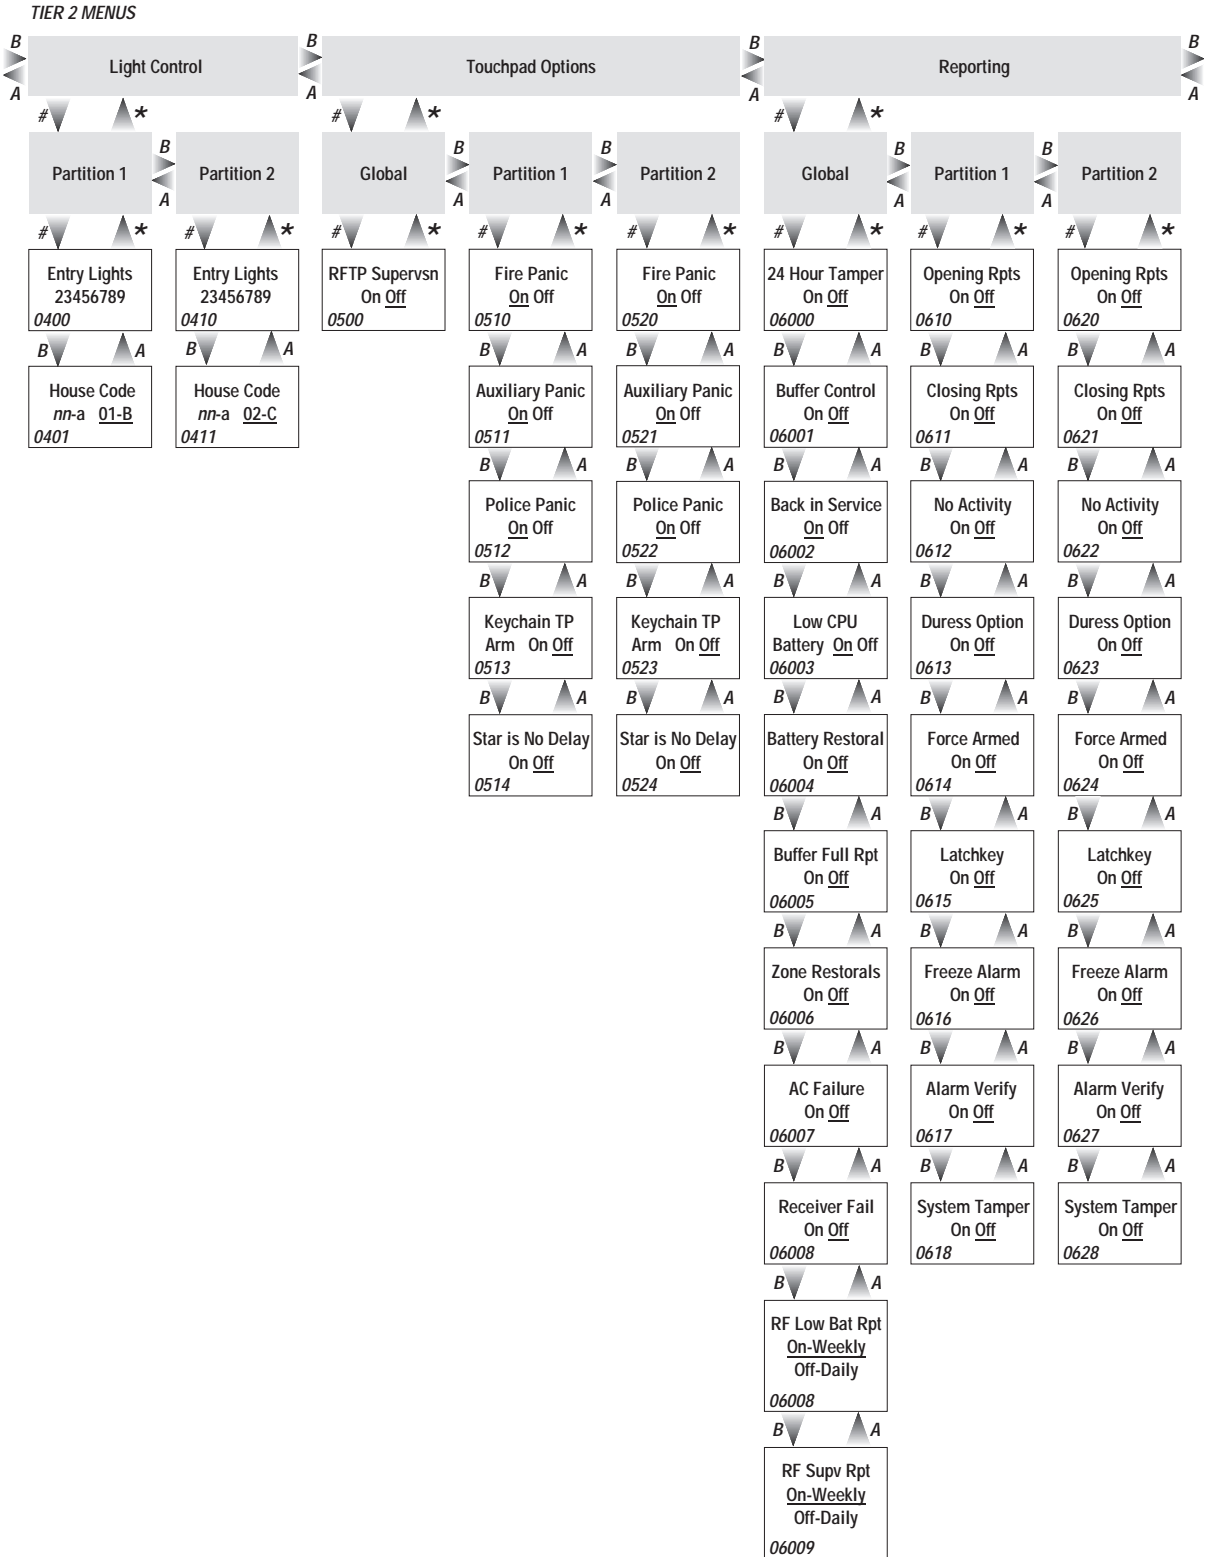 TIER 2 MENUS
B B B B
Light Control Touchpad Options Reporting
A A A A
# * # * # *
B B B B B
Partition 1 Partition 2 Global Partition 1 Partition 2 Global Partition 1 Partition 2
A A A A A
# * # * # * # * # * # * # * # *
Entry Lights Entry Lights RFTP Supervsn Fire Panic Fire Panic 24 Hour Tamper Opening Rpts Opening Rpts
23456789 23456789 On Off On Off On Off On Off On Off On Off
0400 0410 0500 0510 0520 06000 0610 0620
B A B A B A B A B A B A B A
House Code House Code Auxiliary Panic Auxiliary Panic Buffer Control Closing Rpts Closing Rpts
nn-a 01-B nn-a 02-C On Off On Off On Off On Off On Off
0401 0411 0511 0521 06001 0611 0621
B A B A B A B A B A
Police Panic Police Panic Back in Service No Activity No Activity
On Off On Off On Off On Off On Off
0512 0522 06002 0612 0622
B A B A B A B A B A
Keychain TP Keychain TP Low CPU Duress Option Duress Option
Arm On Off Arm On Off Battery On Off On Off On Off
0513 0523 06003 0613 0623
B A B A B A B A B A
Star is No Delay Star is No Delay Battery Restoral Force Armed Force Armed
On Off On Off On Off On Off On Off
0514 0524 06004 0614 0624
B A B A B A
Buffer Full Rpt Latchkey Latchkey
On Off On Off On Off
06005 0615 0625
B A B A B A
Zone Restorals Freeze Alarm Freeze Alarm
On Off On Off On Off
06006 0616 0626
B A B A B A
AC Failure Alarm Verify Alarm Verify
On Off On Off On Off
06007 0617 0627
B A B A B A
Receiver Fail System Tamper System Tamper
On Off On Off On Off
06008 0618 0628
B A
RF Low Bat Rpt
On-Weekly
Off-Daily
06008
B A
RF Supv Rpt
On-Weekly
Off-Daily
06009